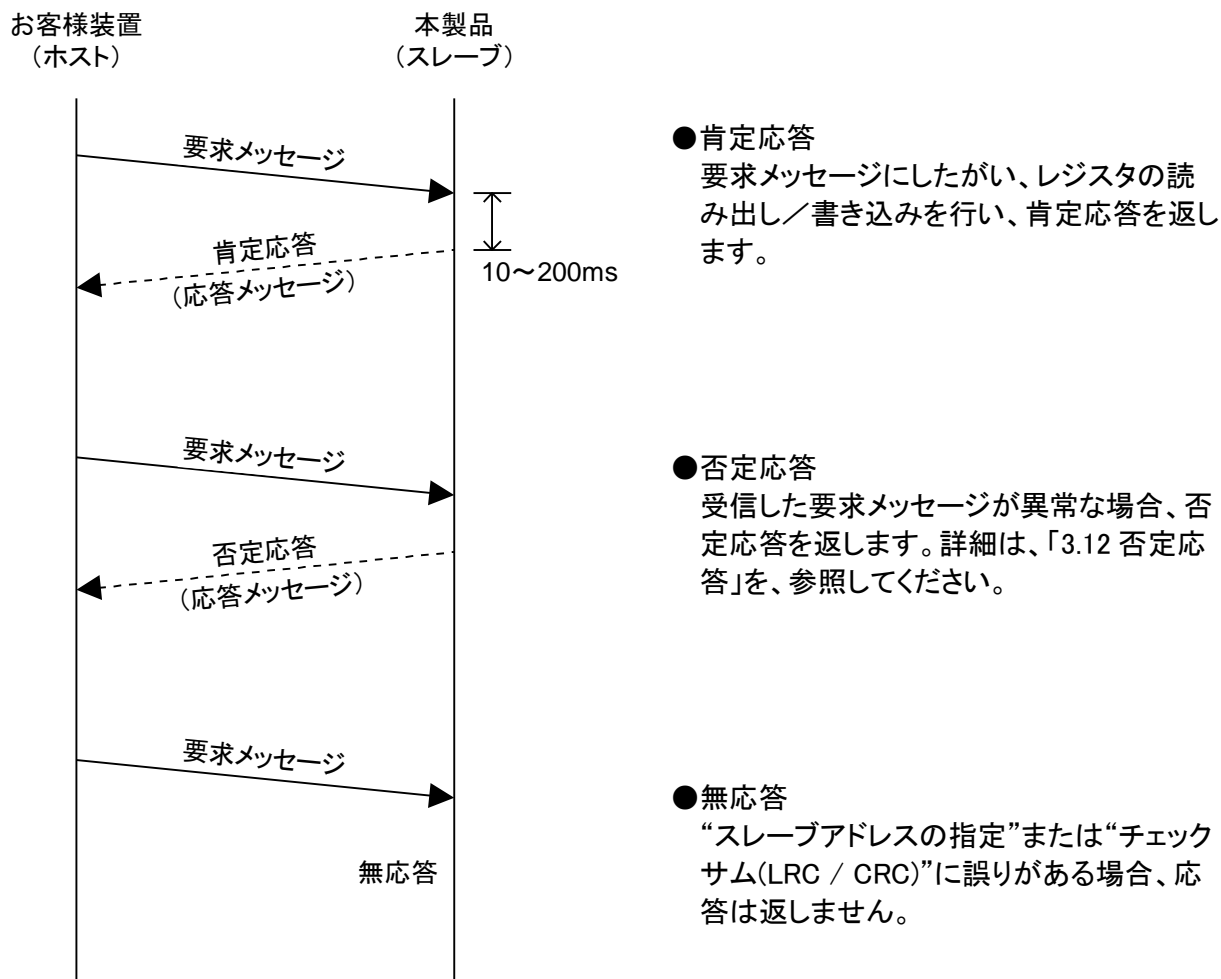 お客様装置
（ホスト）
本製品
（スレーブ）
要求メッセージ
肯定応答
（応答メッセージ）
10～200ms
●肯定応答
要求メッセージにしたがい、レジスタの読
み出し／書き込みを行い、肯定応答を返し
ます。
要求メッセージ
否定応答
（応答メッセージ）
●否定応答
受信した要求メッセージが異常な場合、否
定応答を返します。詳細は、「3.12 否定応
答」を、参照してください。
要求メッセージ
無応答
●無応答
“スレーブアドレスの指定”または“チェック
サム(LRC / CRC)”に誤りがある場合、応
答は返しません。